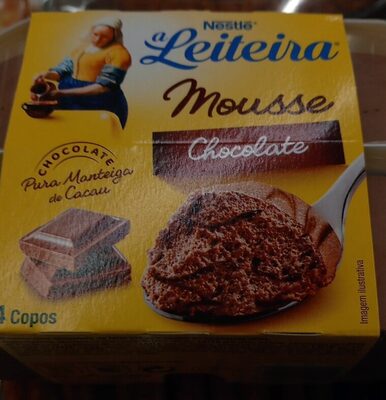 Nestlé
a Leiteira
Mousse
Chocolate
CHOCOLATE
Pura Manteiga
de Cacau
4 Copos
Imagem ilustrativa